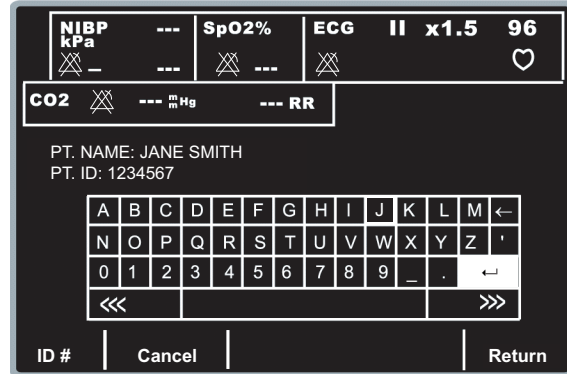 NIBP --- SpO2% ECG II x1.5 96
kPa
– --- ---
CO2 --- mmHg --- RR
PT. NAME: JANE SMITH
PT. ID: 1234567
A B C D E F G H I J K L M ←
N O P Q R S T U V W X Y Z '
0 1 2 3 4 5 6 7 8 9 _ . ↵
<<< >>>
ID # Cancel Return